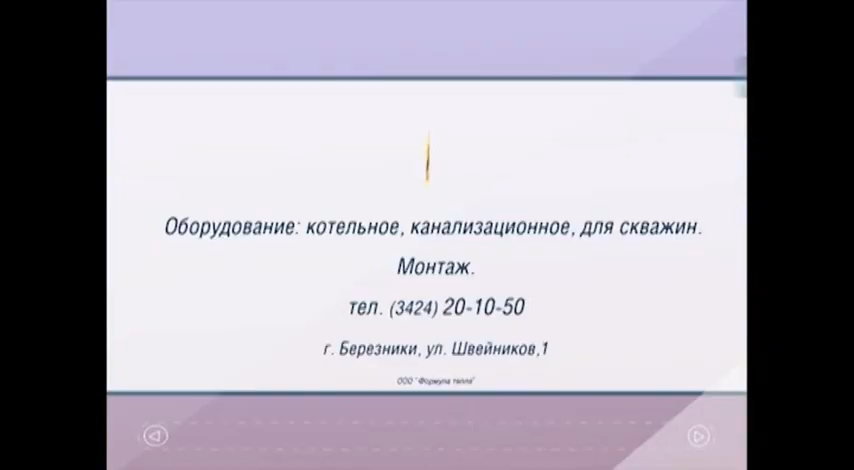 Оборудование: котельное, канализационное, для скважин.
Монтаж.
тел. (3424) 20-10-50
г. Березники, ул. Швейников,1
ООО "Формула тепла"